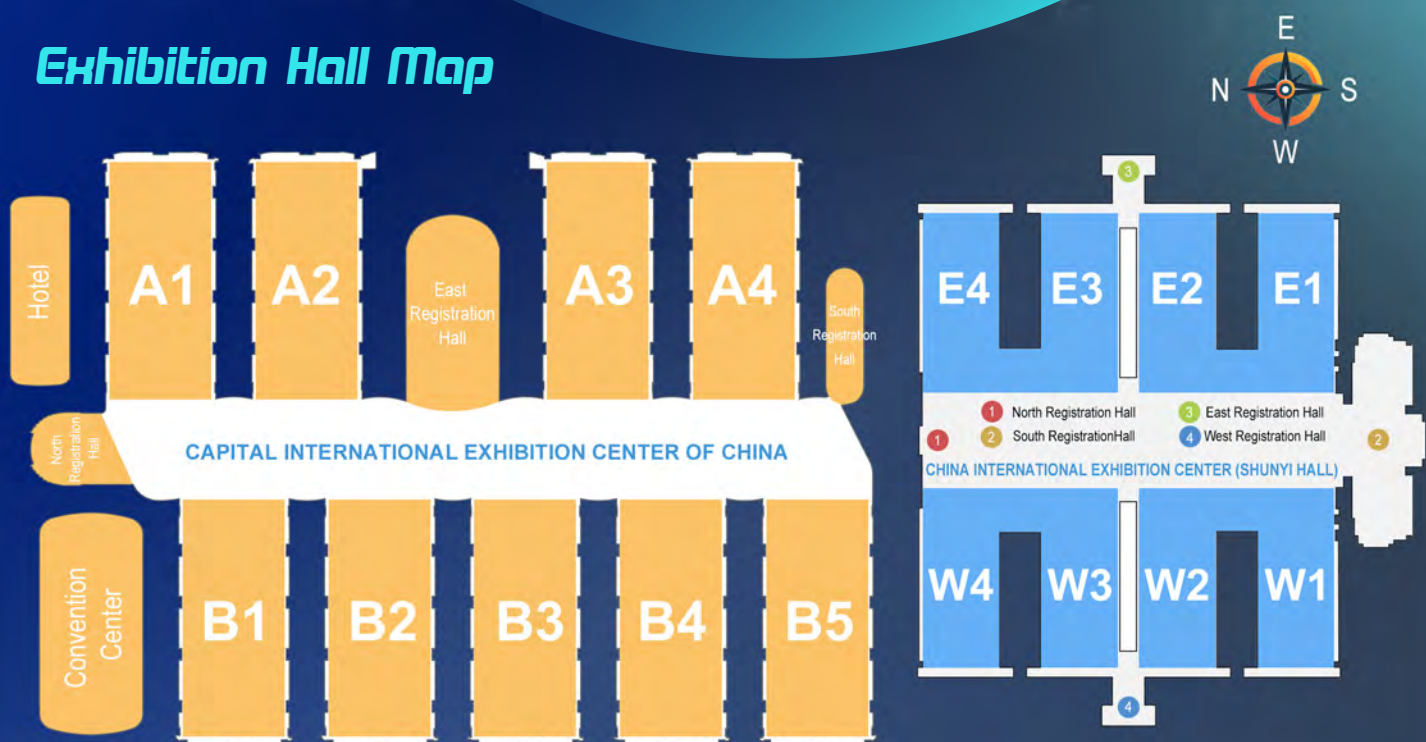 Exhibition Hall Map
E
N
S
W
Hotel
A1
A2
East
Registration
Hall
A3
A4
South
Registration
Hall
North
Registration
Hall
CAPITAL INTERNATIONAL EXHIBITION CENTER OF CHINA
Convention
Center
B1
B2
B3
B4
B5
3
E4
E3
E2
E1
1 North Registration Hall
3 East Registration Hall
2 South RegistrationHall
4 West Registration Hall
1
2
CHINA INTERNATIONAL EXHIBITION CENTER (SHUNYI HALL)
W4
W3
W2
W1
4